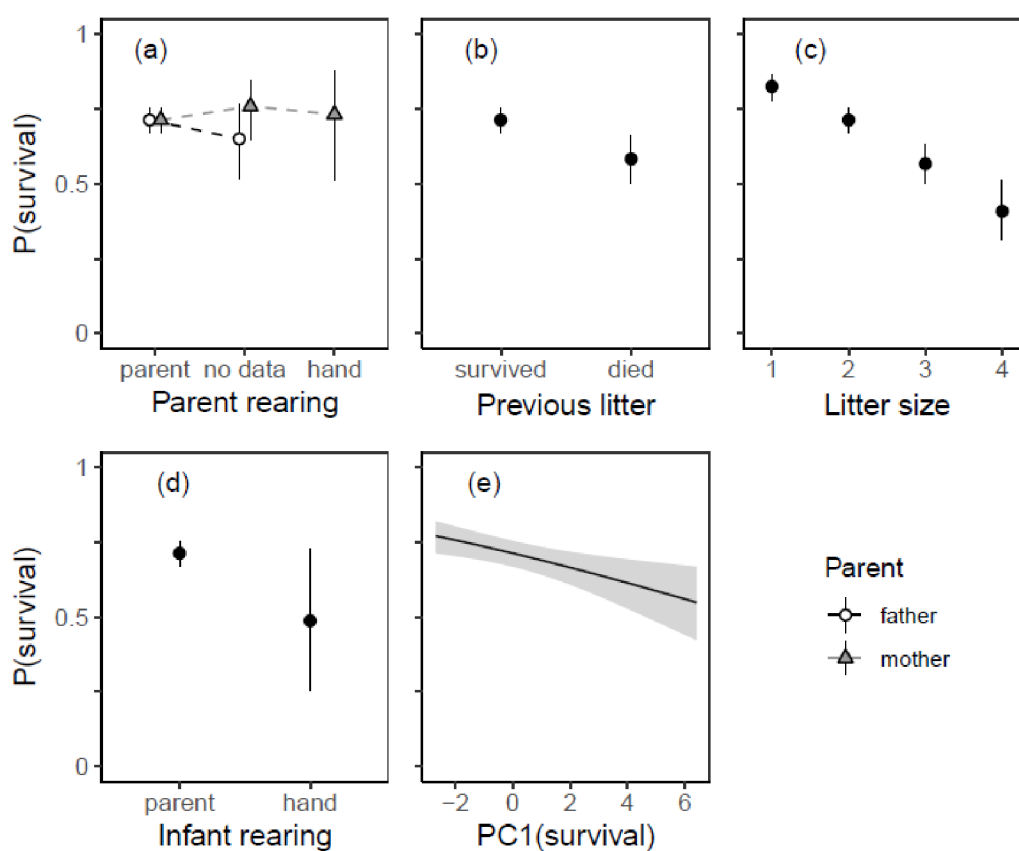 (a) (b) (c)
P(survival)
1
0.5
0
parent no data hand
Parent rearing
survived died
Previous litter
1 2 3 4
Litter size
(d) (e)
P(survival)
1
0.5
0
parent hand
Infant rearing
−2 0 2 4 6
PC1(survival)
Parent
father
mother